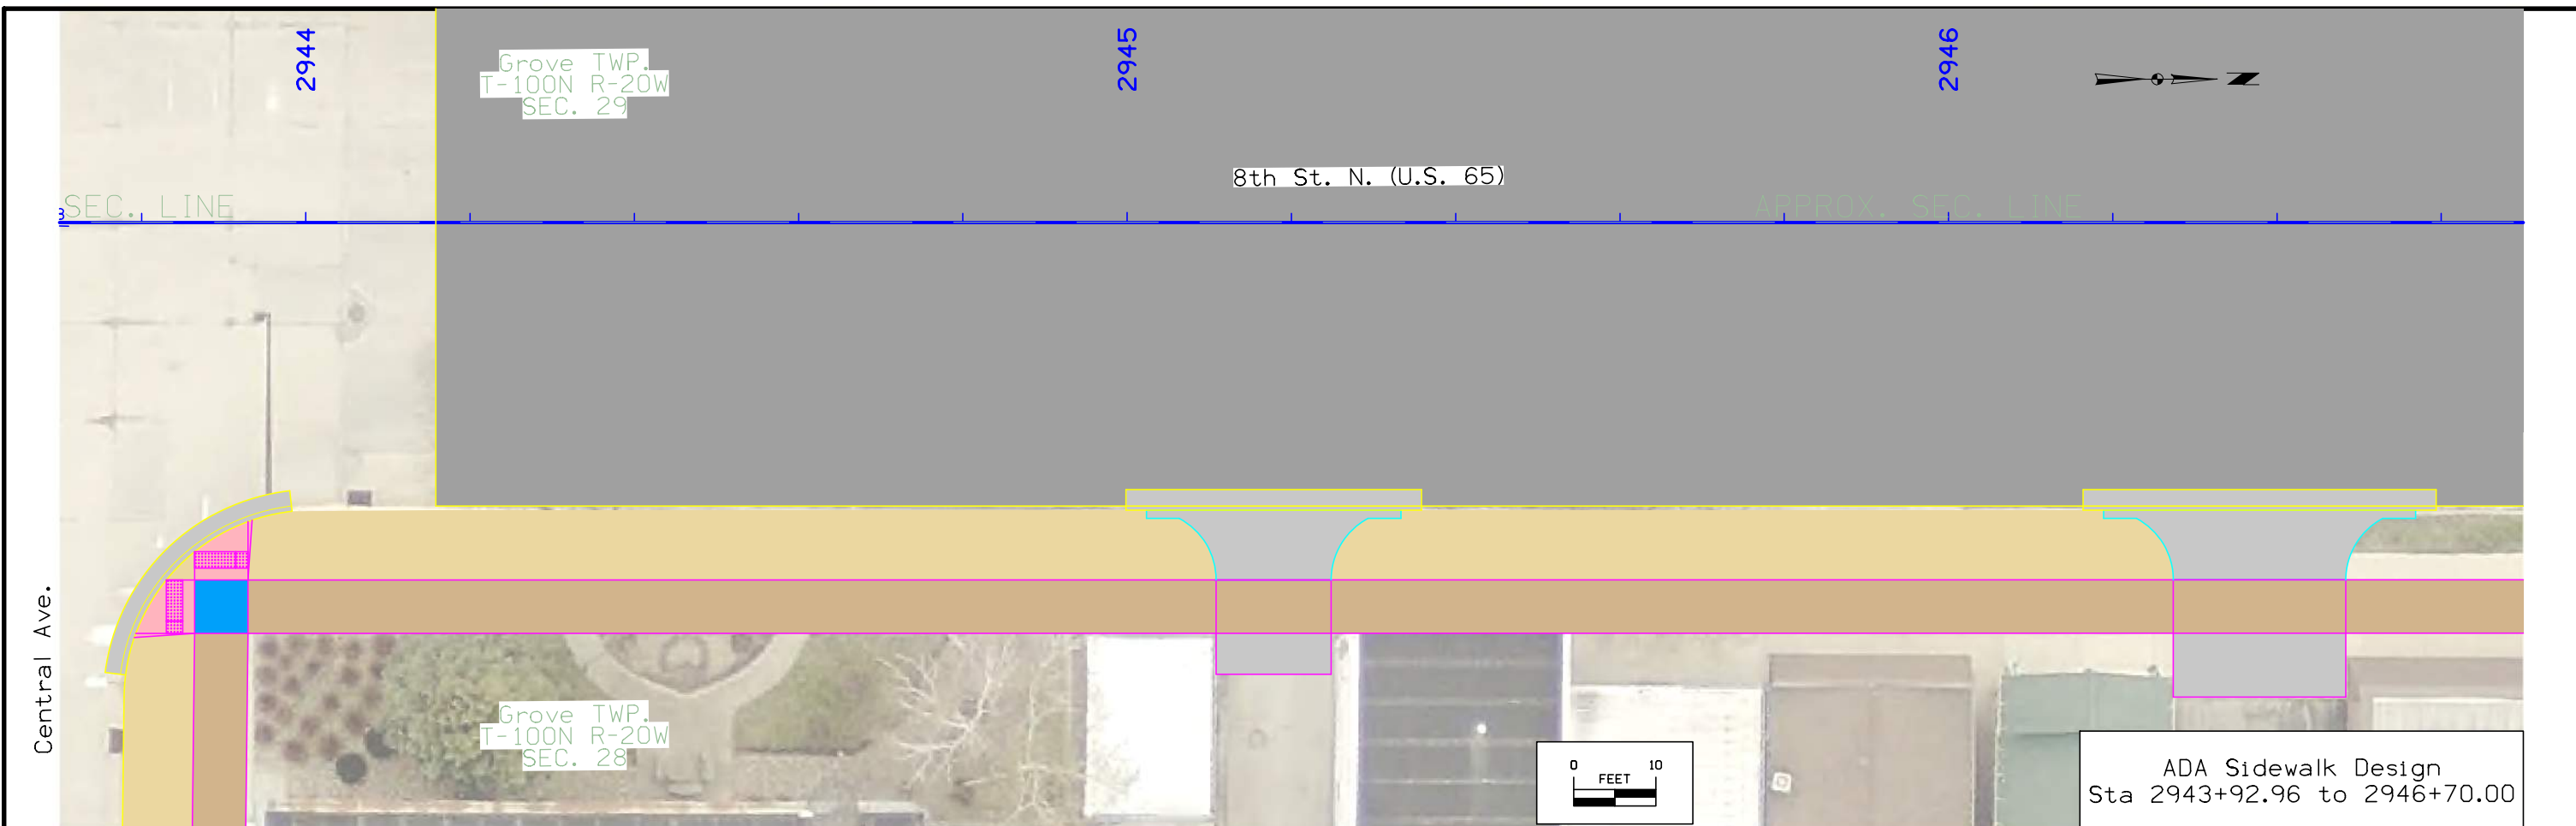 2944
2945
2946
Grove TWP.
T-100N R-20W
SEC. 29
8th St. N. (U.S. 65)
SEC. LINE
APPROX. SEC. LINE
Central Ave.
Grove TWP.
T-100N R-20W
SEC. 28
0 10
FEET
ADA Sidewalk Design
Sta 2943+92.96 to 2946+70.00